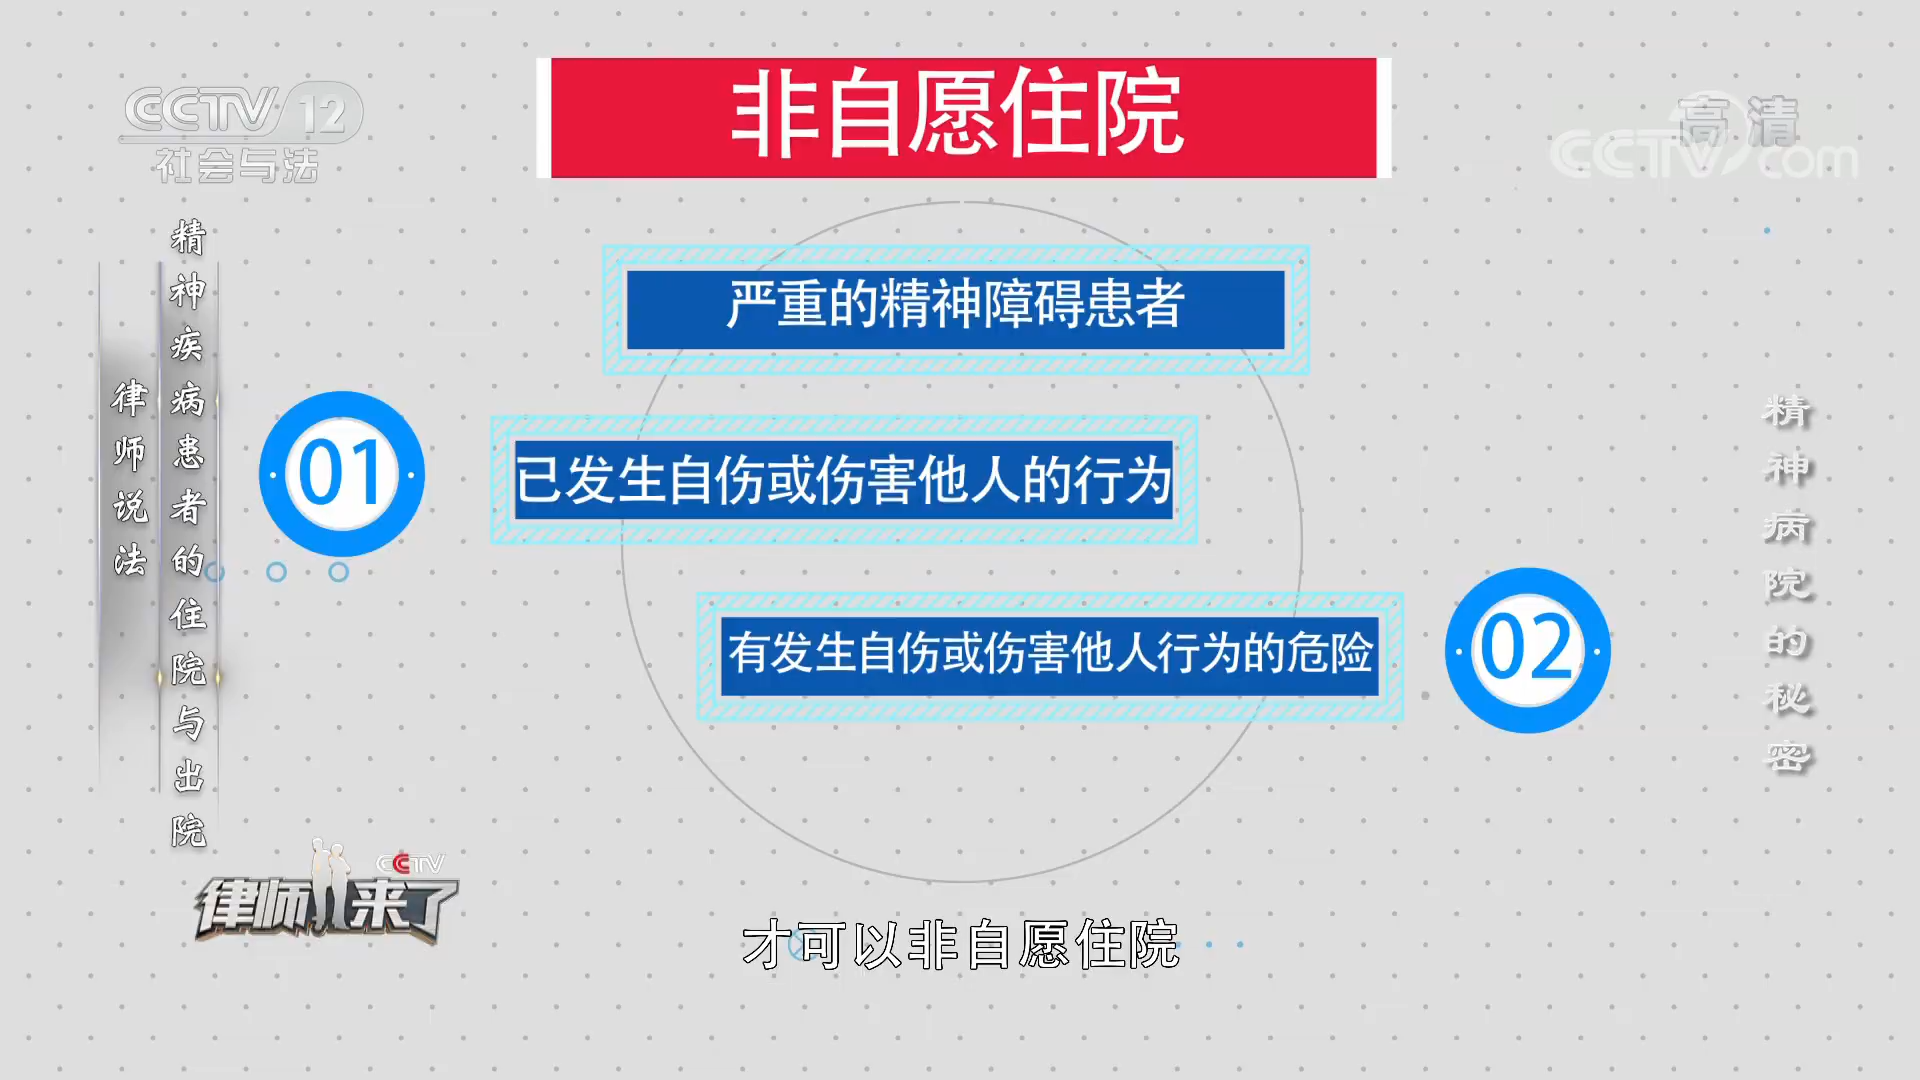 非自愿住院
CCTV 12
社会与法
高清
CCTV.com
严重的精神障碍患者
01
已发生自伤或伤害他人的行为
有发生自伤或伤害他人行为的危险
02
律师说法
精神疾病患者的住院与出院
精神病院的秘密
CCTV
律师来了
才可以非自愿住院